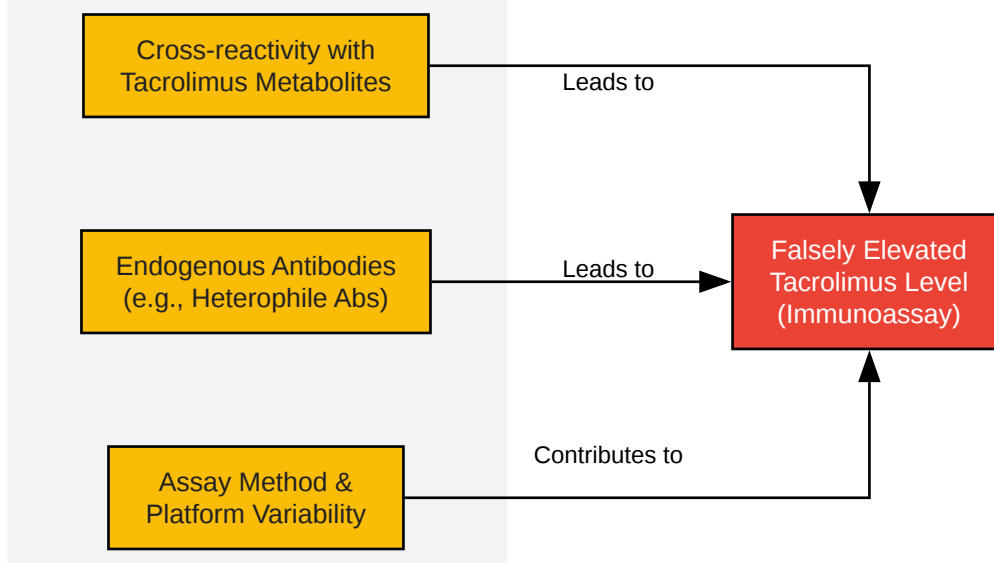 Cross-reactivity with
Tacrolimus Metabolites
Leads to
Endogenous Antibodies
(e.g., Heterophile Abs)
Leads to
Falsely Elevated
Tacrolimus Level
(Immunoassay)
Assay Method &
Platform Variability
Contributes to